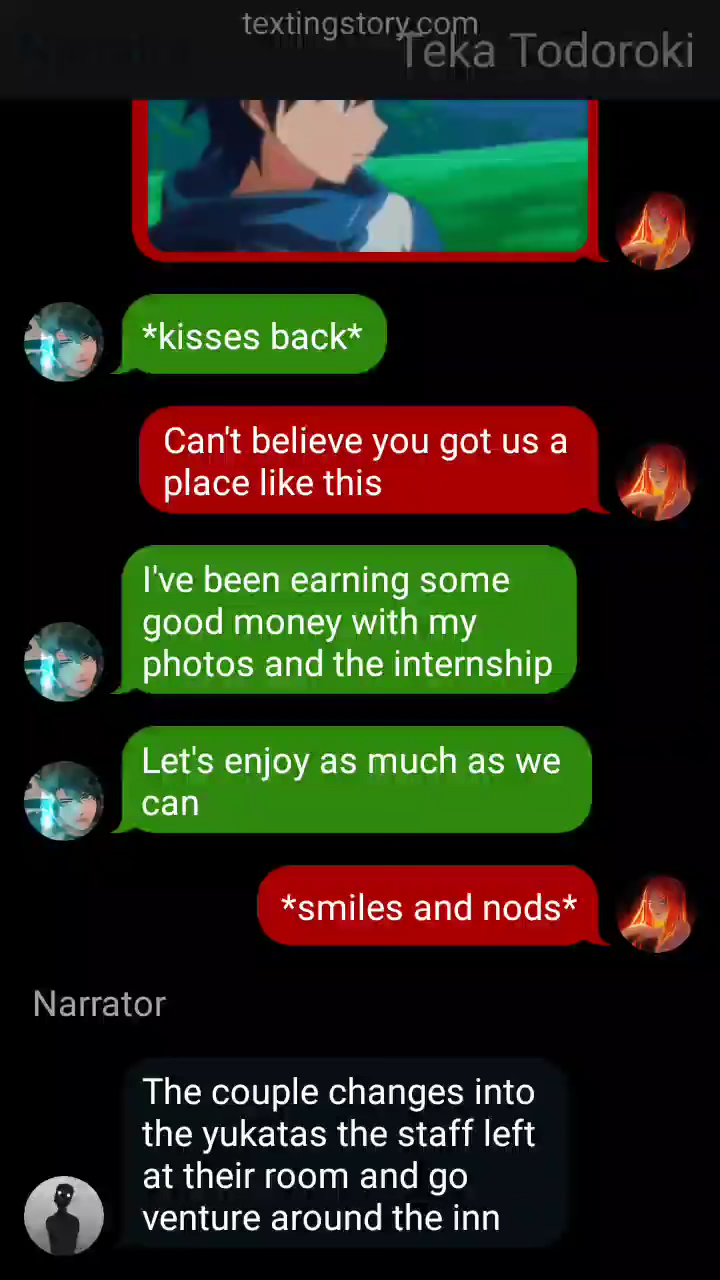 textingstory.com
Teka Todoroki
*kisses back*
Can't believe you got us a
place like this
I've been earning some
good money with my
photos and the internship
Let's enjoy as much as we
can
*smiles and nods*
Narrator
The couple changes into
the yukatas the staff left
at their room and go
venture around the inn